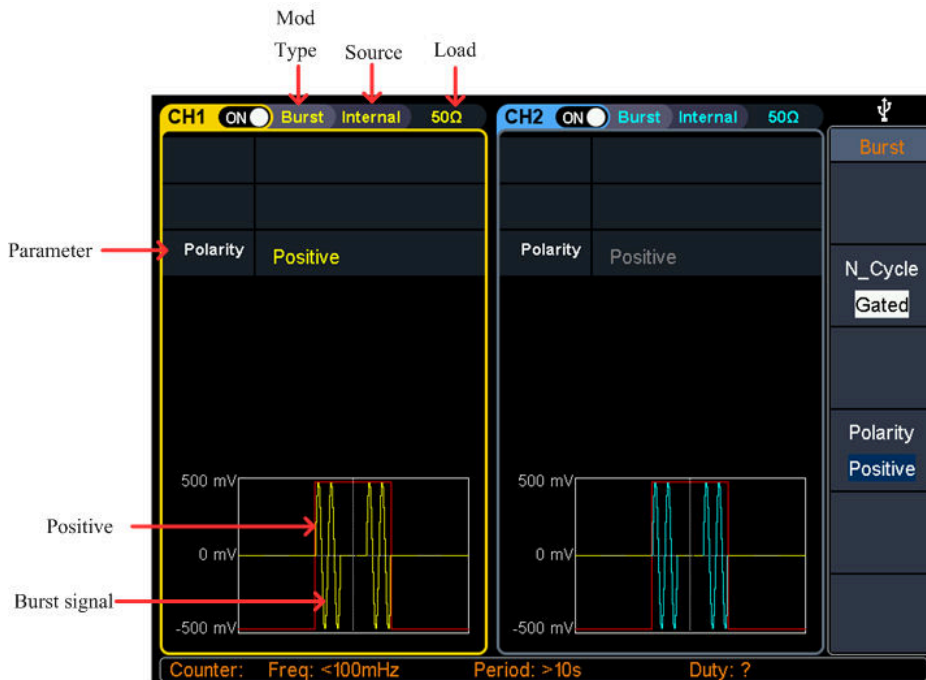 Mod
Type Source Load
CH1 ON Burst Internal 50Ω CH2 ON Burst Internal 50Ω
Burst
Parameter Polarity Positive Polarity Positive
N_Cycle
Gated
Polarity
Positive
500 mV 500 mV
Positive
0 mV 0 mV
Burst signal
-500 mV -500 mV
Counter: Freq: <100mHz Period: >10s Duty: ?